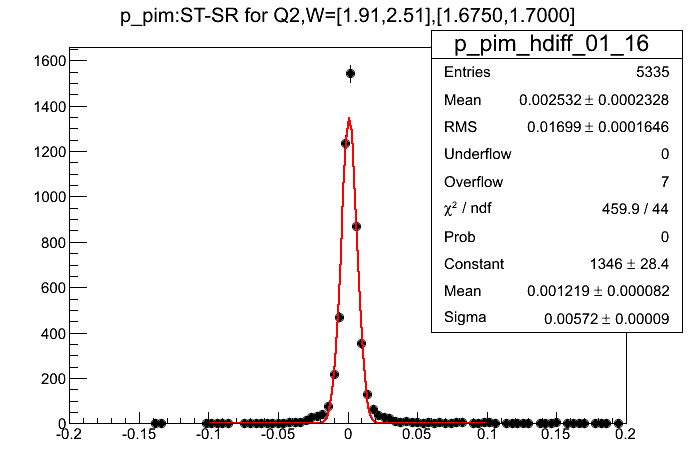 p_pim:ST-SR for Q2,W=[1.91,2.51],[1.6750,1.7000]
p_pim_hdiff_01_16
Entries 5335
Mean 0.002532 ± 0.0002328
RMS 0.01699 ± 0.0001646
Underflow 0
Overflow 7
χ² / ndf 459.9 / 44
Prob 0
Constant 1346 ± 28.4
Mean 0.001219 ± 0.000082
Sigma 0.00572 ± 0.00009
1600
1400
1200
1000
800
600
400
200
0
-0.2 -0.15 -0.1 -0.05 0 0.05 0.1 0.15 0.2